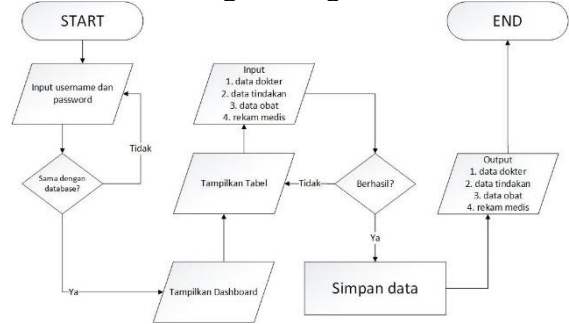 START
Input username dan
password
Tidak
Sama dengan
database?
Ya
Tampilkan Dashboard
Tampilkan Tabel
Input
1. data dokter
2. data tindakan
3. data obat
4. rekam medis
Tidak
Berhasil?
Ya
Simpan data
Output
1. data dokter
2. data tindakan
3. data obat
4. rekam medis
END